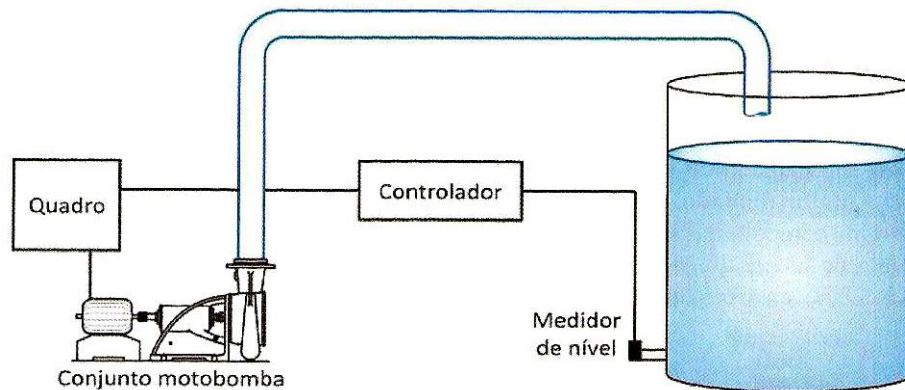 Quadro
Controlador
Medidor
de nível
Conjunto motobomba